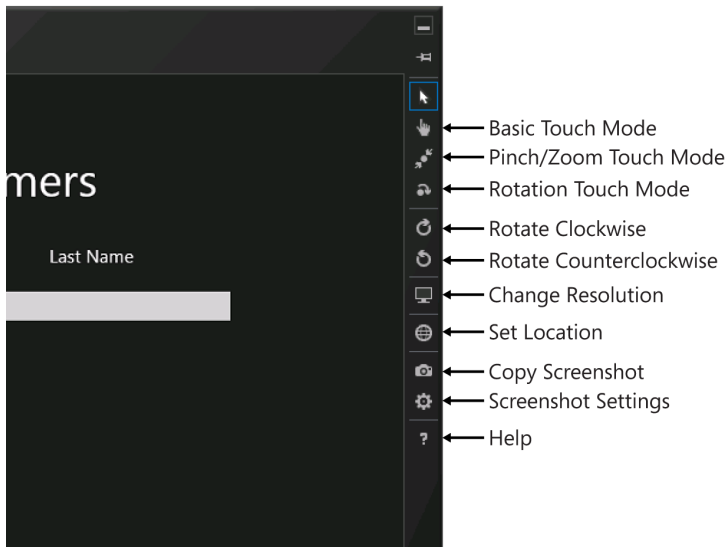 Basic Touch Mode
Pinch/Zoom Touch Mode
mers
Rotation Touch Mode
Rotate Clockwise
Last Name
Rotate Counterclockwise
Change Resolution
Set Location
Copy Screenshot
Screenshot Settings
? Help